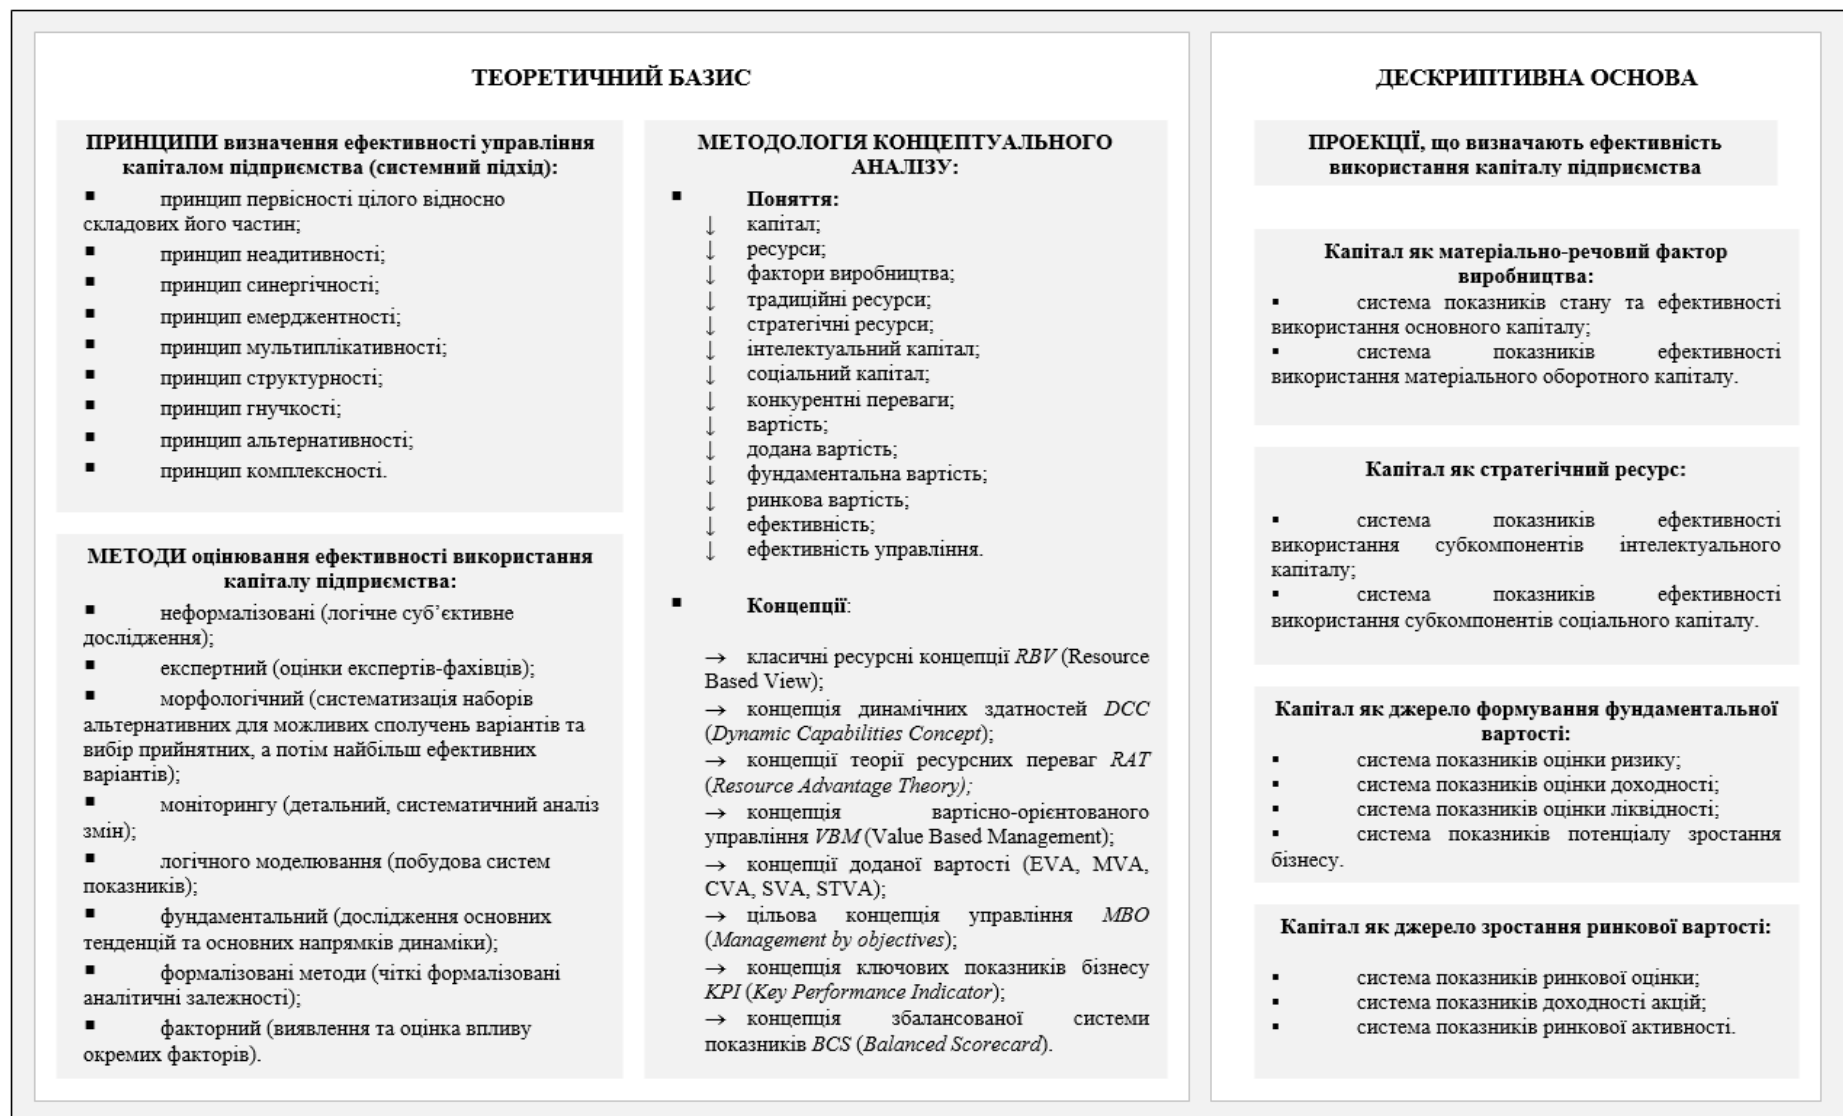 ТЕОРЕТИЧНИЙ БАЗИС
ПРИНЦИПИ визначення ефективності управління
капіталом підприємства (системний підхід):
▪ принцип первісності цілого відносно
складових його частин;
▪ принцип неадитивності;
▪ принцип синергічності;
▪ принцип емерджентності;
▪ принцип мультиплікативності;
▪ принцип структурності;
▪ принцип гнучкості;
▪ принцип альтернативності;
▪ принцип комплексності.
МЕТОДИ оцінювання ефективності використання
капіталу підприємства:
▪ неформалізовані (логічне суб’єктивне
дослідження);
▪ експертний (оцінки експертів-фахівців);
▪ морфологічний (систематизація наборів
альтернативних для можливих сполучень варіантів та
вибір прийнятних, а потім найбільш ефективних
варіантів);
▪ моніторингу (детальний, систематичний аналіз
змін);
▪ логічного моделювання (побудова систем
показників);
▪ фундаментальний (дослідження основних
тенденцій та основних напрямків динаміки);
▪ формалізовані методи (чіткі формалізовані
аналітичні залежності);
▪ факторний (виявлення та оцінка впливу
окремих факторів).
МЕТОДОЛОГІЯ КОНЦЕПТУАЛЬНОГО
АНАЛІЗУ:
▪ Поняття:
↓ капітал;
↓ ресурси;
↓ фактори виробництва;
↓ традиційні ресурси;
↓ стратегічні ресурси;
↓ інтелектуальний капітал;
↓ соціальний капітал;
↓ конкурентні переваги;
↓ вартість;
↓ додана вартість;
↓ фундаментальна вартість;
↓ ринкова вартість;
↓ ефективність;
↓ ефективність управління.
▪ Концепції:
→ класичні ресурсні концепції RBV (Resource
Based View);
→ концепція динамічних здатностей DCC
(Dynamic Capabilities Concept);
→ концепції теорії ресурсних переваг RAT
(Resource Advantage Theory);
→ концепція вартісно-орієнтованого
управління VBM (Value Based Management);
→ концепції доданої вартості (EVA, MVA,
CVA, SVA, STVA);
→ цільова концепція управління MBO
(Management by objectives);
→ концепція ключових показників бізнесу
KPI (Key Performance Indicator);
→ концепція збалансованої системи
показників BCS (Balanced Scorecard).
ДЕСКРИПТИВНА ОСНОВА
ПРОЕКЦІЇ, що визначають ефективність
використання капіталу підприємства
Капітал як матеріально-речовий фактор
виробництва:
▪ система показників стану та ефективності
використання основного капіталу;
▪ система показників ефективності
використання матеріального оборотного капіталу.
Капітал як стратегічний ресурс:
▪ система показників ефективності
використання субкомпонентів інтелектуального
капіталу;
▪ система показників ефективності
використання субкомпонентів соціального капіталу.
Капітал як джерело формування фундаментальної
вартості:
▪ система показників оцінки ризику;
▪ система показників оцінки доходності;
▪ система показників оцінки ліквідності;
▪ система показників потенціалу зростання
бізнесу.
Капітал як джерело зростання ринкової вартості:
▪ система показників ринкової оцінки;
▪ система показників доходності акцій;
▪ система показників ринкової активності.